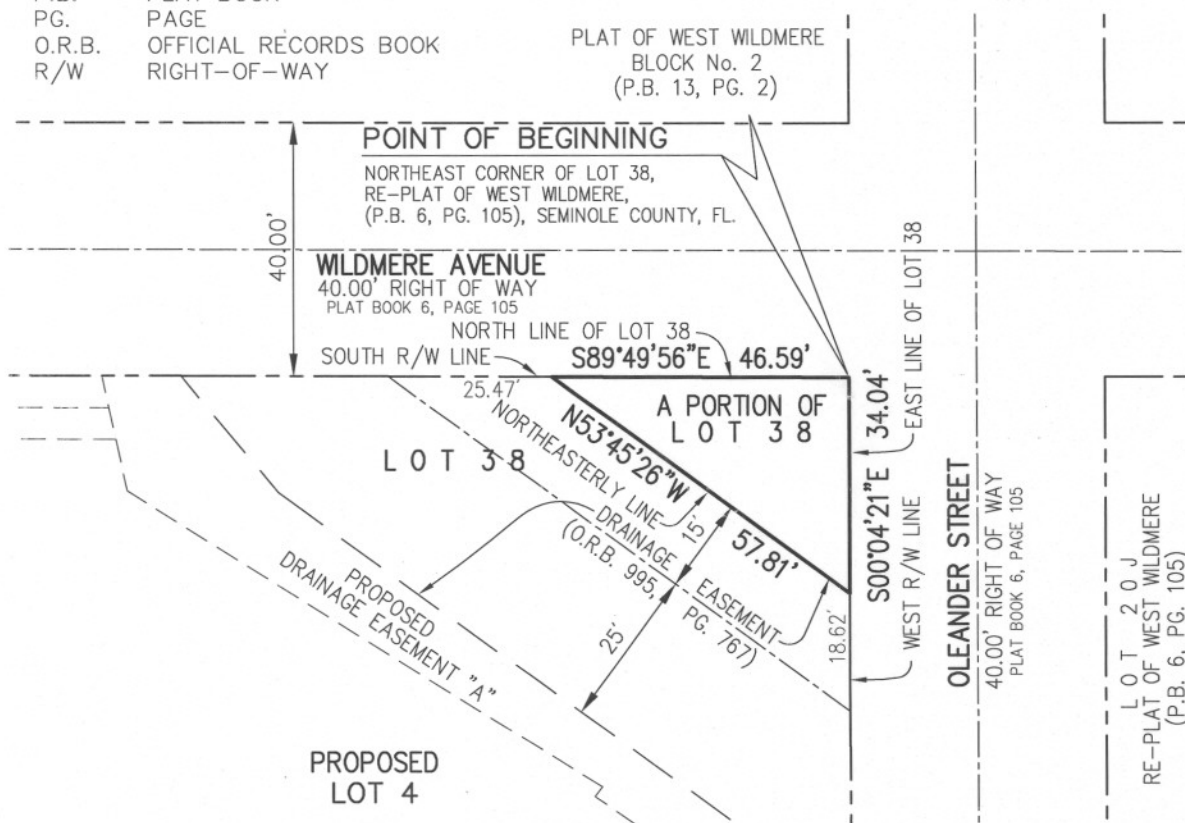 PG. PAGE
O.R.B. OFFICIAL RECORDS BOOK
R/W RIGHT-OF-WAY
PLAT OF WEST WILDMERE
BLOCK No. 2
(P.B. 13, PG. 2)
POINT OF BEGINNING
NORTHEAST CORNER OF LOT 38,
RE-PLAT OF WEST WILDMERE,
(P.B. 6, PG. 105), SEMINOLE COUNTY, FL.
40.00'
WILDMERE AVENUE
40.00' RIGHT OF WAY
PLAT BOOK 6, PAGE 105
NORTH LINE OF LOT 38
SOUTH R/W LINE
S89°49'56"E 46.59'
25.47'
A PORTION OF
LOT 38
N53°45'26"W
57.81'
NORTHEASTERLY LINE
LOT 38
DRAINAGE EASEMENT
(O.R.B. 995, PG. 767)
15'
25'
18.62'
PROPOSED
DRAINAGE EASEMENT "A"
PROPOSED
LOT 4
S00°04'21"E 34.04'
EAST LINE OF LOT 38
WEST R/W LINE
OLEANDER STREET
40.00' RIGHT OF WAY
PLAT BOOK 6, PAGE 105
LOT 20J
RE-PLAT OF WEST WILDMERE
(P.B. 6, PG. 105)